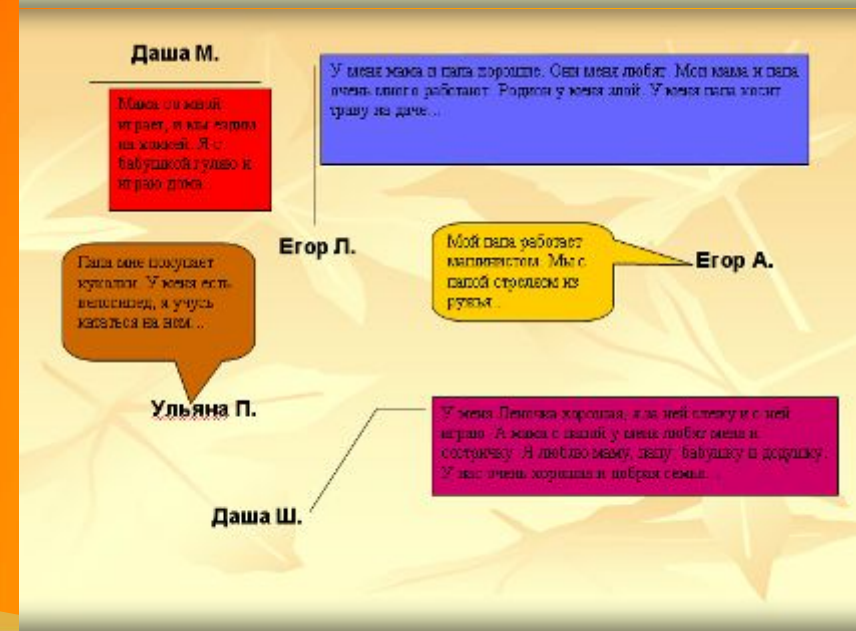 Даша М.
Мама со мной
играет, и мы ездим
на хоккей. Я с
бабушкой гуляю и
играю дома...
У меня мама и папа хорошие. Они меня любят. Мои мама и папа
очень много работают. Родион у меня злой. У меня папа косит
траву на даче...
Егор Л.
Мой папа работает
машинистом. Мы с
папой стреляем из
ружья...
Егор А.
Папа мне покупает
куколки. У меня есть
велосипед, я учусь
кататься на нем...
Ульяна П.
У меня Леночка хорошая, я за ней слежу и с ней
играю. А мама с папой у меня любят меня и
сестричку. Я люблю маму, папу, бабушку и дедушку.
У нас очень хорошая и добрая семья...
Даша Ш.